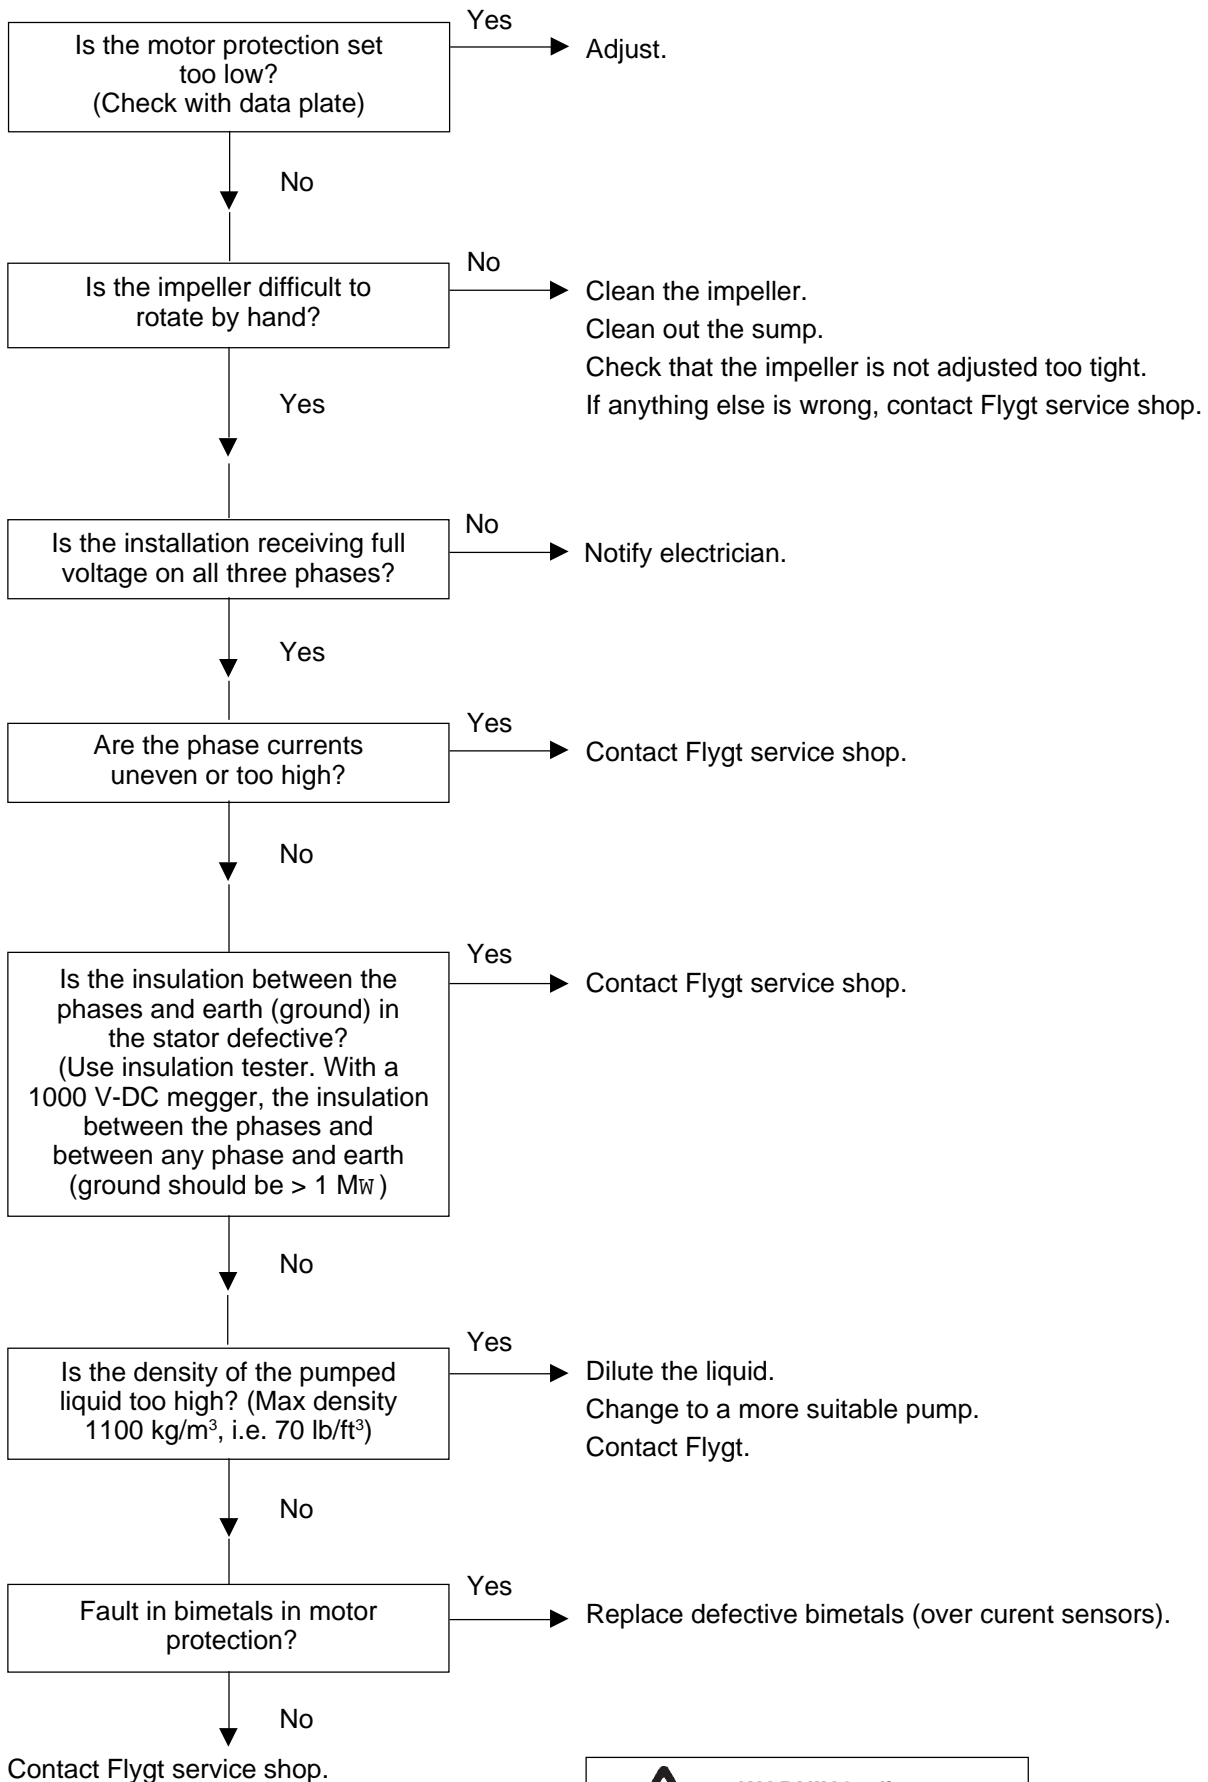 Is the motor protection set
too low?
(Check with data plate)
Yes
Adjust.
No
Is the impeller difficult to
rotate by hand?
No
Clean the impeller.
Clean out the sump.
Check that the impeller is not adjusted too tight.
If anything else is wrong, contact Flygt service shop.
Yes
Is the installation receiving full
voltage on all three phases?
No
Notify electrician.
Yes
Are the phase currents
uneven or too high?
Yes
Contact Flygt service shop.
No
Is the insulation between the
phases and earth (ground) in
the stator defective?
(Use insulation tester. With a
1000 V-DC megger, the insulation
between the phases and
between any phase and earth
(ground should be > 1 MW)
Yes
Contact Flygt service shop.
No
Is the density of the pumped
liquid too high? (Max density
1100 kg/m³, i.e. 70 lb/ft³)
Yes
Dilute the liquid.
Change to a more suitable pump.
Contact Flygt.
No
Fault in bimetals in motor
protection?
Yes
Replace defective bimetals (over curent sensors).
No
Contact Flygt service shop.